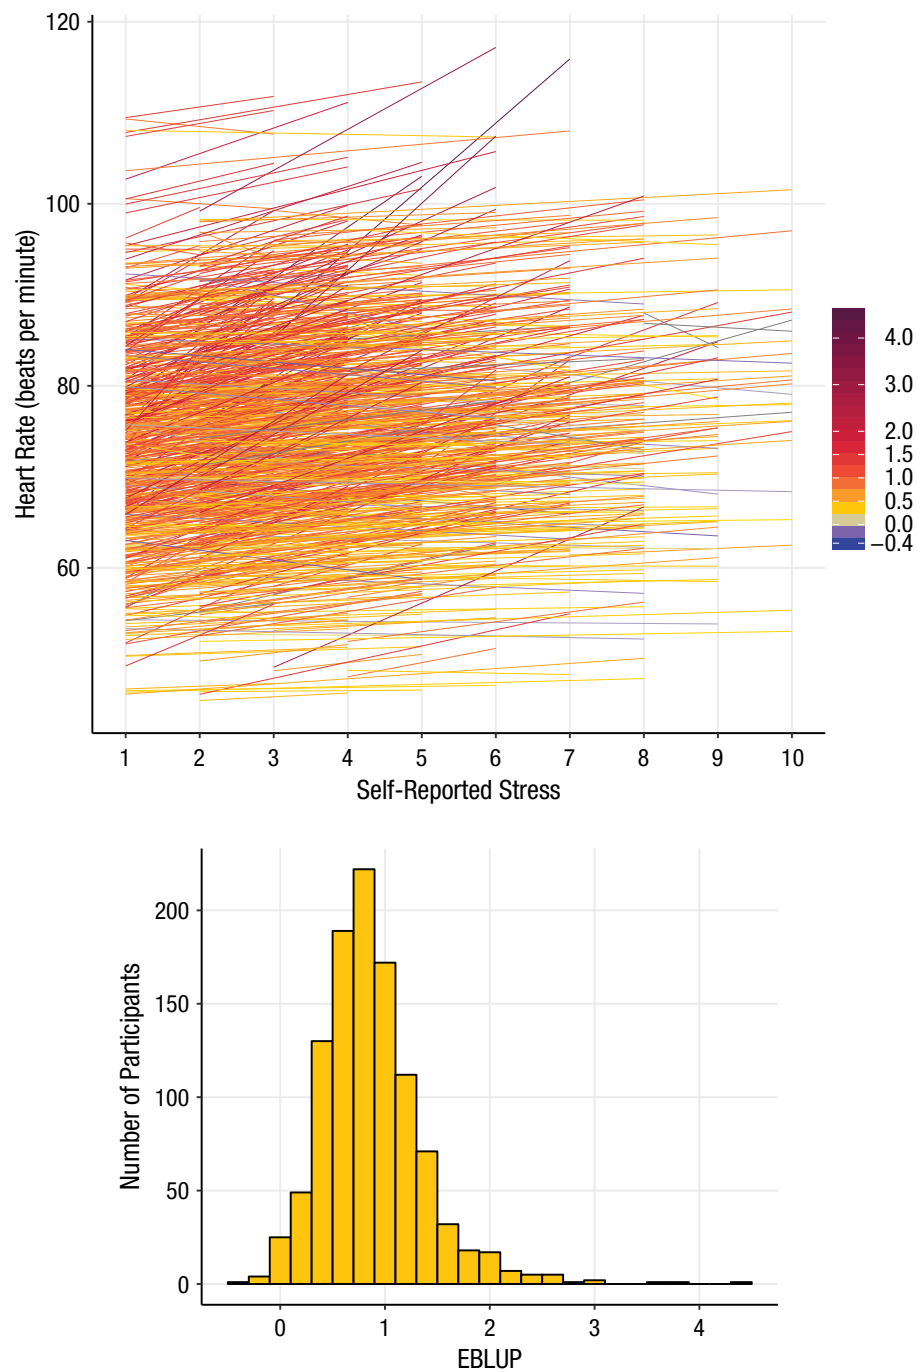 120
100
80
60
Heart Rate (beats per minute)
1 2 3 4 5 6 7 8 9 10
Self-Reported Stress
4.0
3.0
2.0
1.5
1.0
0.5
0.0
−0.4
200
150
100
50
0
Number of Participants
0 1 2 3 4
EBLUP